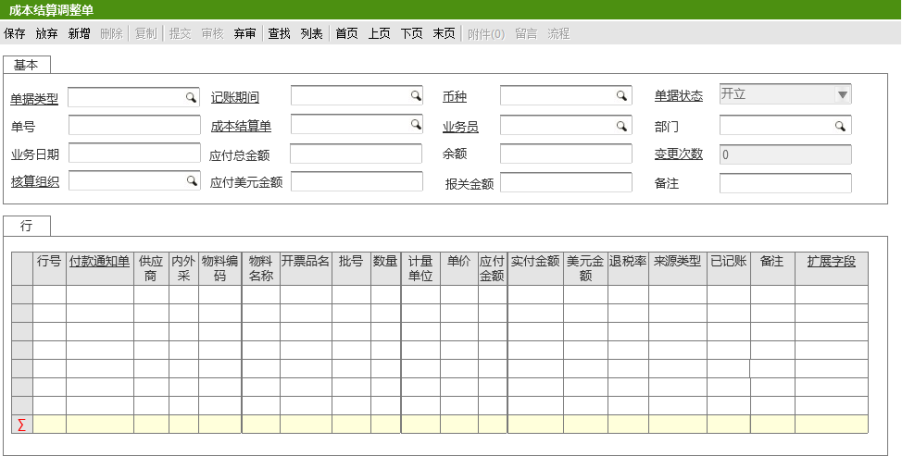 成本结算调整单
保存 放弃 新增 删除 复制 提交 审核 弃审 查找 列表 首页 上页 下页 末页 附件(0) 留言 流程
基本
单据类型 记账期间 币种 单据状态 开立
单号 成本结算单 业务员 部门
业务日期 应付总金额 余额 变更次数 0
核算组织 应付美元金额 报关金额 备注
行
行号 付款通知单 供应商 内外采 物料编码 物料名称 开票品名 批号 数量 计量单位 单价 应付金额 实付金额 美元金额 退税率 来源类型 已记账 备注 扩展字段
Σ